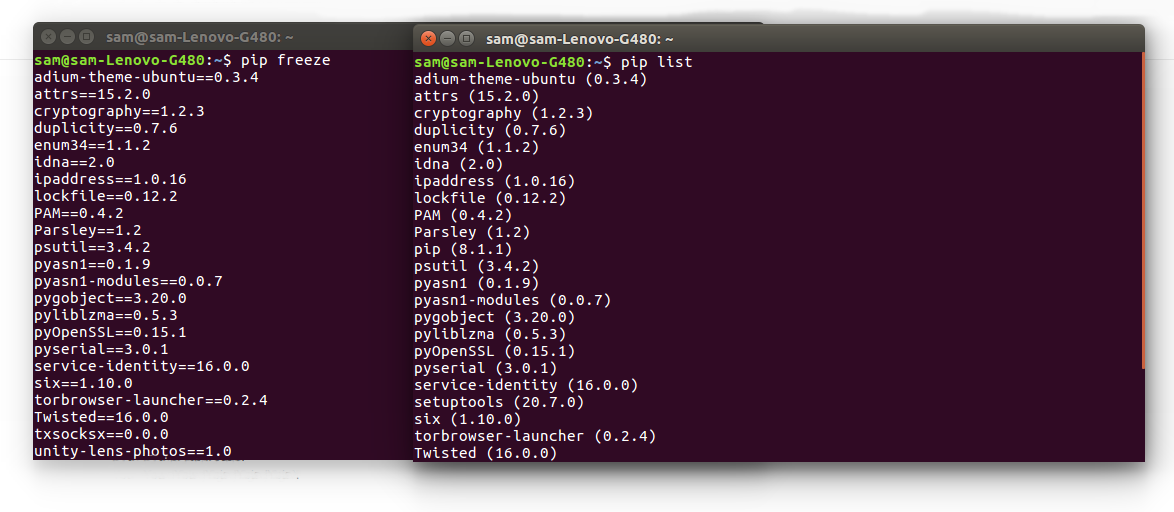 sam@sam-Lenovo-G480: ~
sam@sam-Lenovo-G480:~$ pip freeze
adium-theme-ubuntu==0.3.4
attrs==15.2.0
cryptography==1.2.3
duplicity==0.7.6
enum34==1.1.2
idna==2.0
ipaddress==1.0.16
lockfile==0.12.2
PAM==0.4.2
Parsley==1.2
psutil==3.4.2
pyasn1==0.1.9
pyasn1-modules==0.0.7
pygobject==3.20.0
pyliblzma==0.5.3
pyOpenSSL==0.15.1
pyserial==3.0.1
service-identity==16.0.0
six==1.10.0
torbrowser-launcher==0.2.4
Twisted==16.0.0
txsocksx==0.0.0
unity-lens-photos==1.0
sam@sam-Lenovo-G480: ~
sam@sam-Lenovo-G480:~$ pip list
adium-theme-ubuntu (0.3.4)
attrs (15.2.0)
cryptography (1.2.3)
duplicity (0.7.6)
enum34 (1.1.2)
idna (2.0)
ipaddress (1.0.16)
lockfile (0.12.2)
PAM (0.4.2)
Parsley (1.2)
pip (8.1.1)
psutil (3.4.2)
pyasn1 (0.1.9)
pyasn1-modules (0.0.7)
pygobject (3.20.0)
pyliblzma (0.5.3)
pyOpenSSL (0.15.1)
pyserial (3.0.1)
service-identity (16.0.0)
setuptools (20.7.0)
six (1.10.0)
torbrowser-launcher (0.2.4)
Twisted (16.0.0)